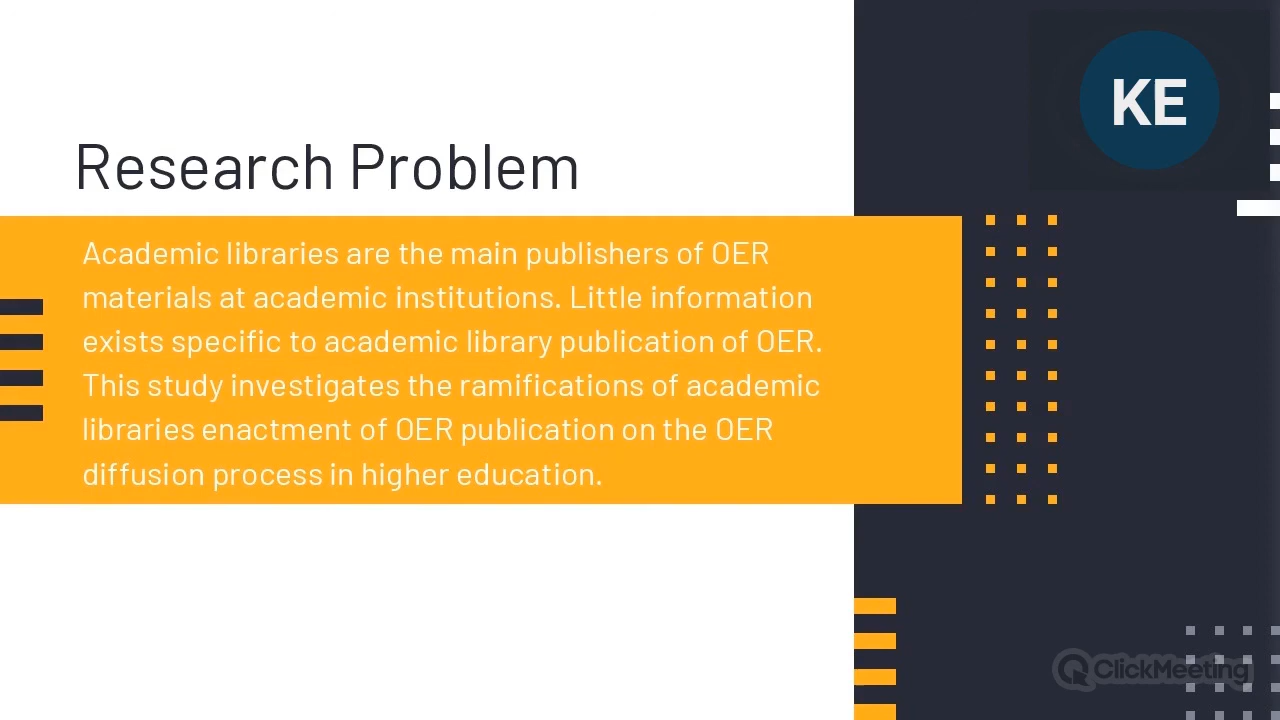 KE
Research Problem
Academic libraries are the main publishers of OER
materials at academic institutions. Little information
exists specific to academic library publication of OER.
This study investigates the ramifications of academic
libraries enactment of OER publication on the OER
diffusion process in higher education.
ClickMeeting